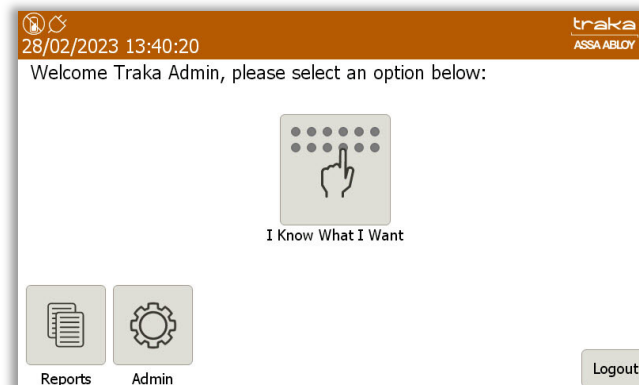 traka
28/02/2023 13:40:20
ASSA ABLOY
Welcome Traka Admin, please select an option below:
I Know What I Want
Reports
Admin
Logout